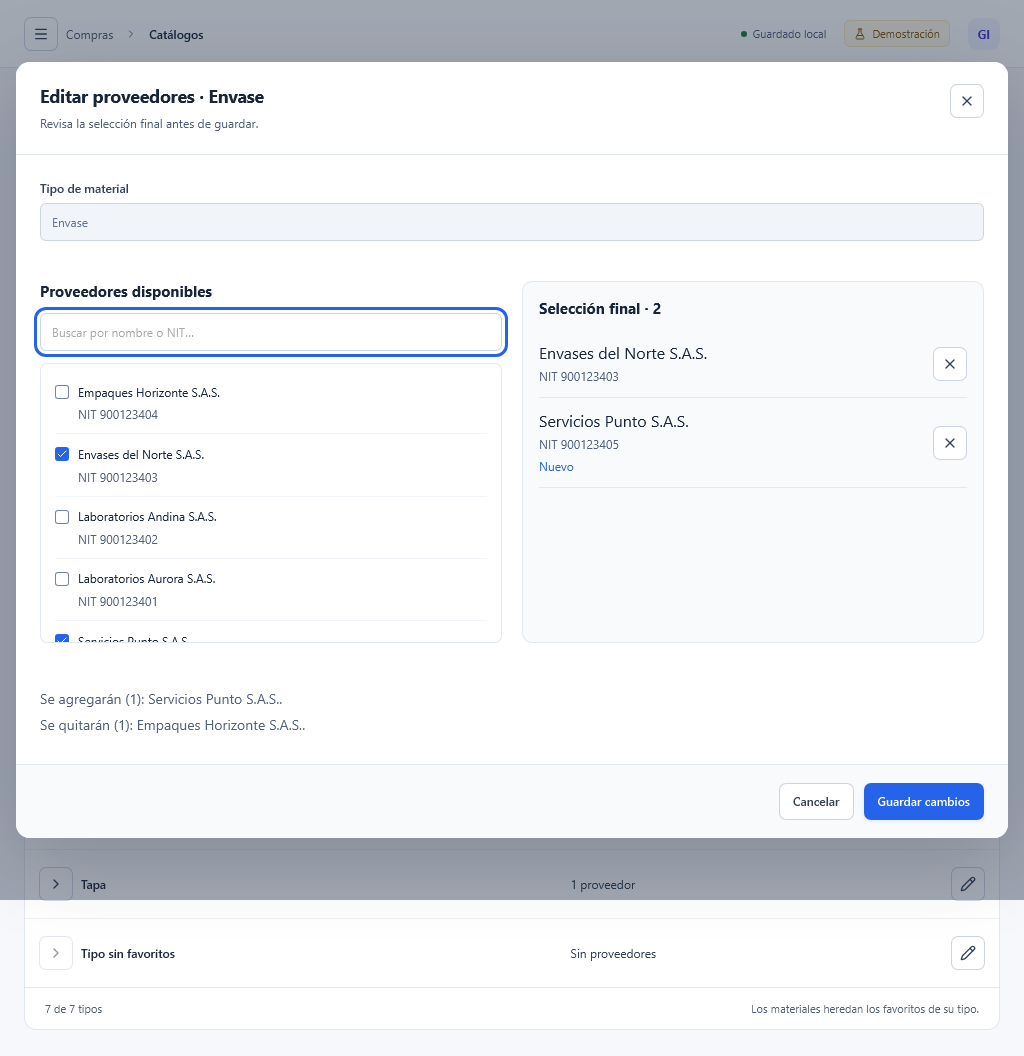 Compras
Catálogos
Guardado local
Demostración
GI
Editar proveedores · Envase
Revisa la selección final antes de guardar.
Tipo de material
Envase
Proveedores disponibles
Buscar por nombre o NIT...
Empaques Horizonte S.A.S.
NIT 900123404
Envases del Norte S.A.S.
NIT 900123403
Laboratorios Andina S.A.S.
NIT 900123402
Laboratorios Aurora S.A.S.
NIT 900123401
Servicios Punto S.A.S.
Selección final · 2
Envases del Norte S.A.S.
NIT 900123403
Servicios Punto S.A.S.
NIT 900123405
Nuevo
Se agregarán (1): Servicios Punto S.A.S..
Se quitarán (1): Empaques Horizonte S.A.S..
Cancelar
Guardar cambios
Tapa
1 proveedor
Tipo sin favoritos
Sin proveedores
7 de 7 tipos
Los materiales heredan los favoritos de su tipo.